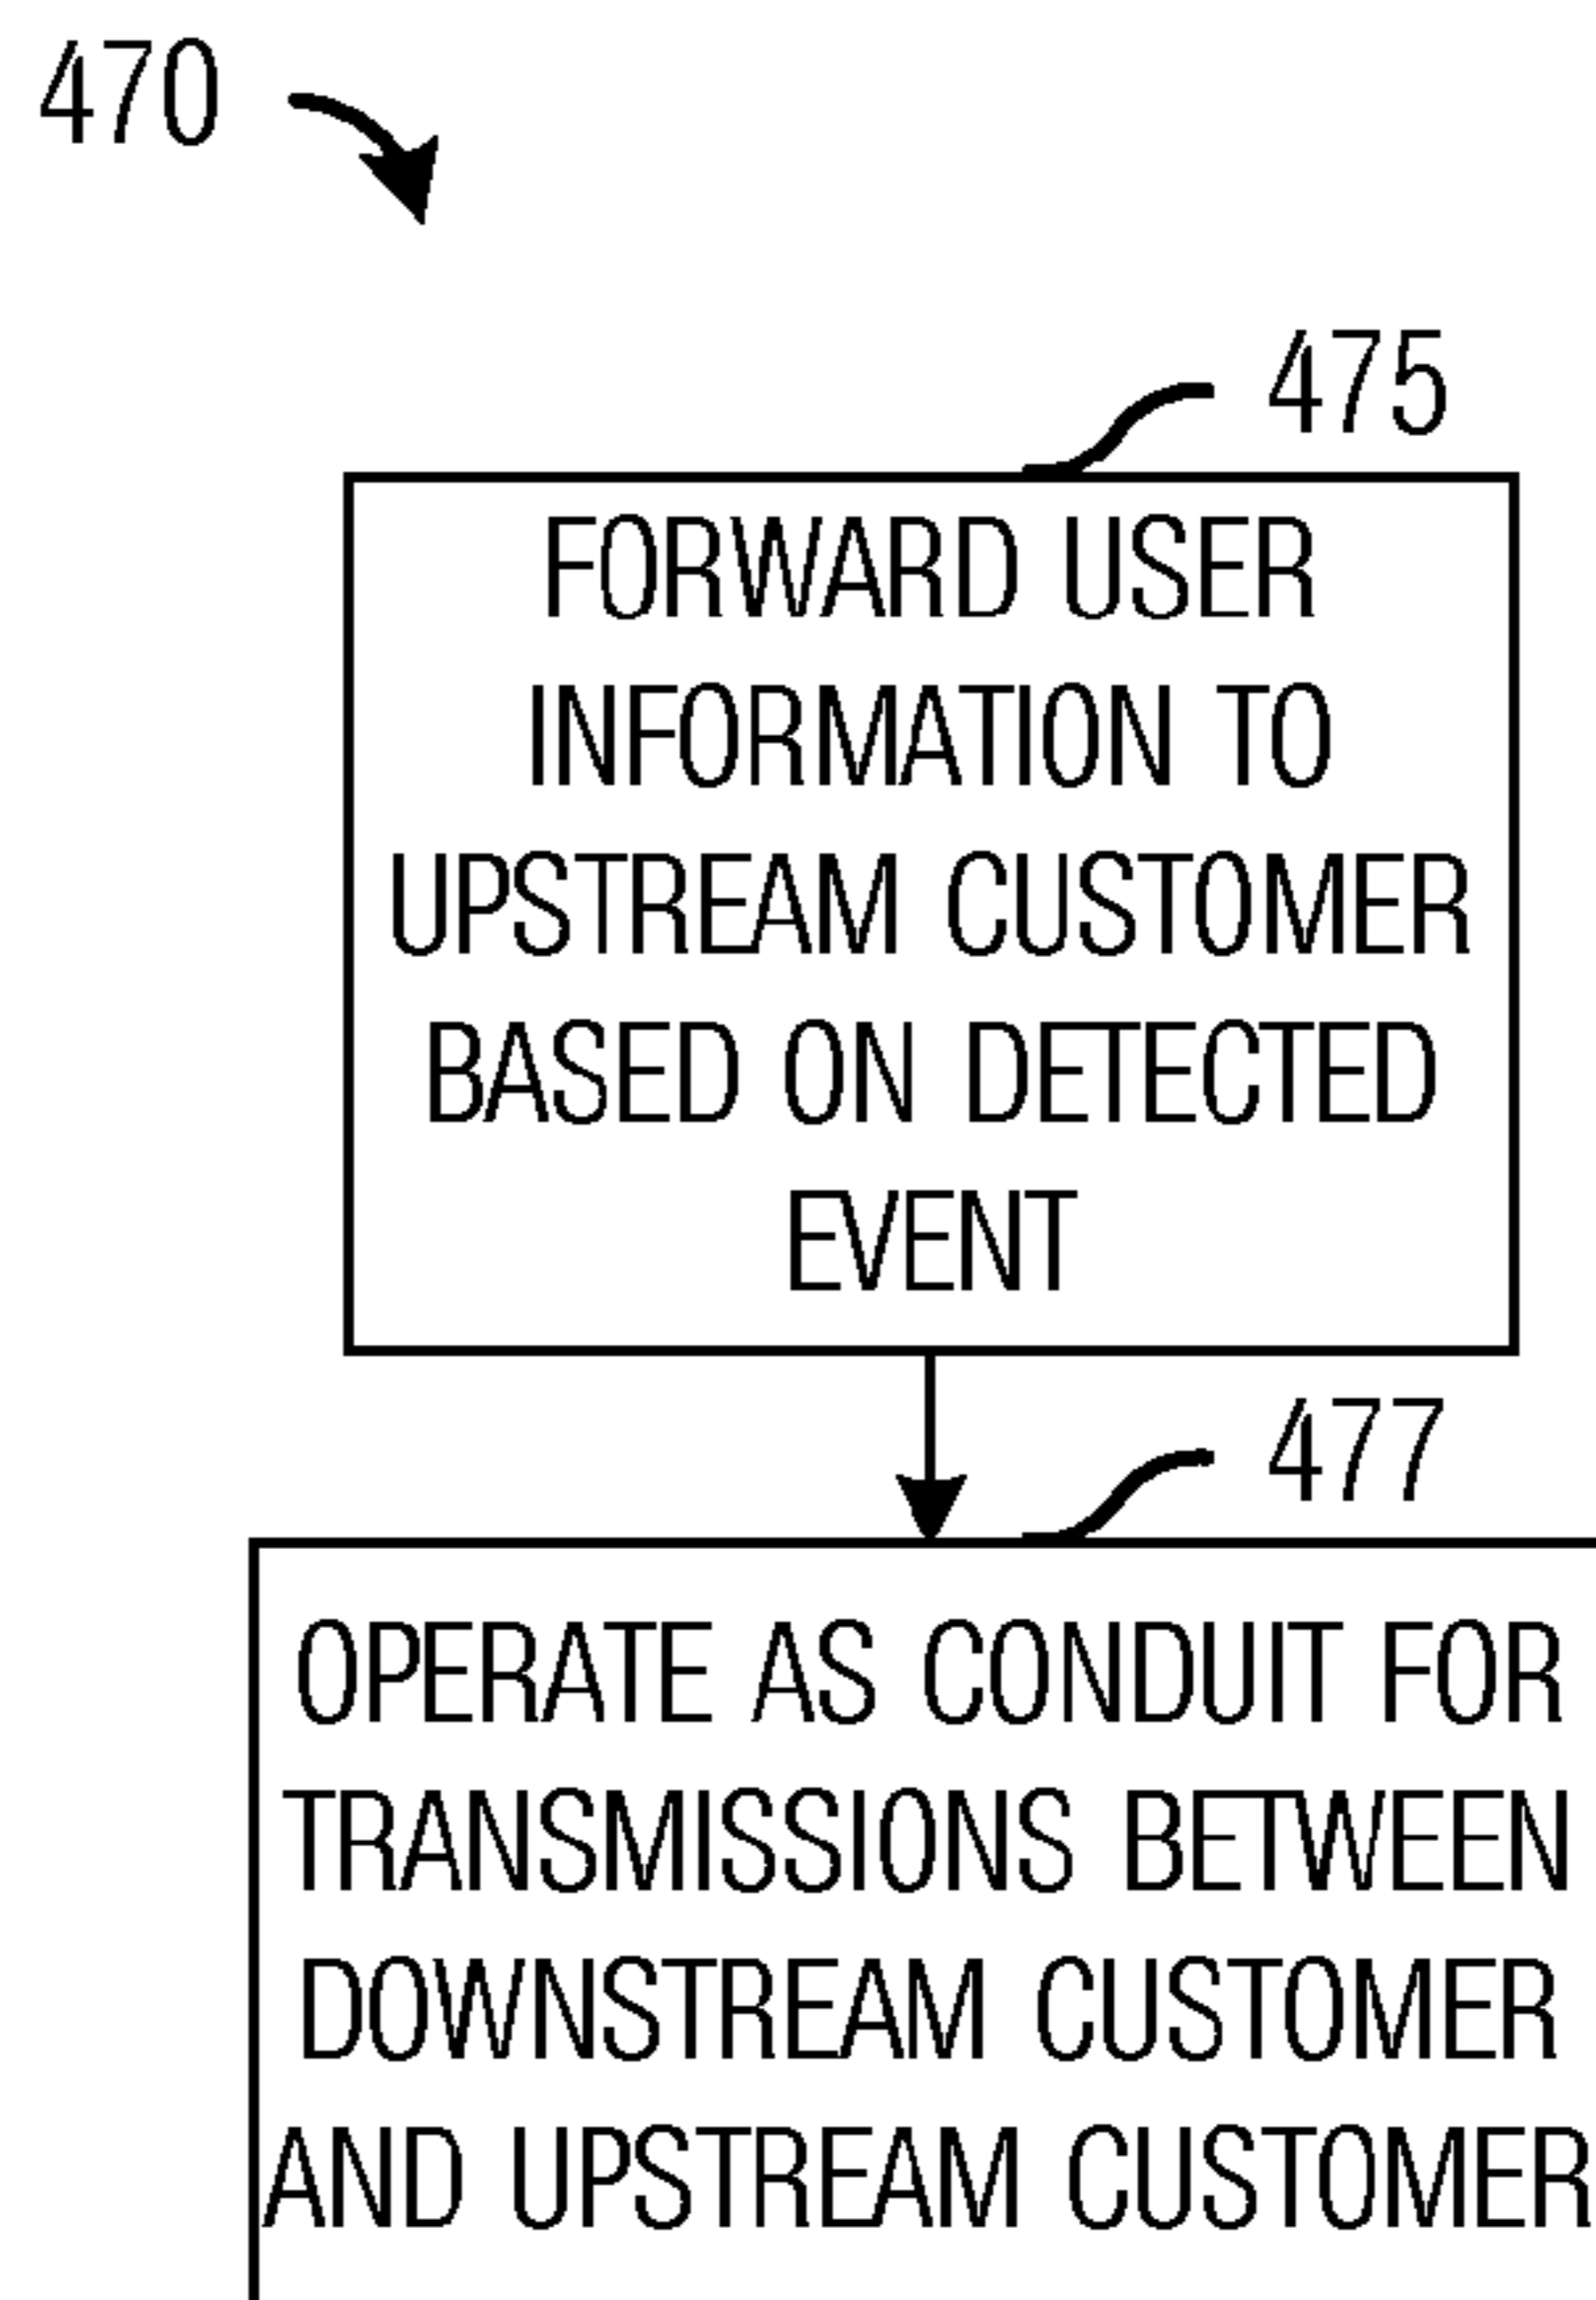 470
475
FORWARD USER
INFORMATION TO
UPSTREAM CUSTOMER
BASED ON DETECTED
EVENT
477
OPERATE AS CONDUIT FOR
TRANSMISSIONS BETWEEN
DOWNSTREAM CUSTOMER
AND UPSTREAM CUSTOMER